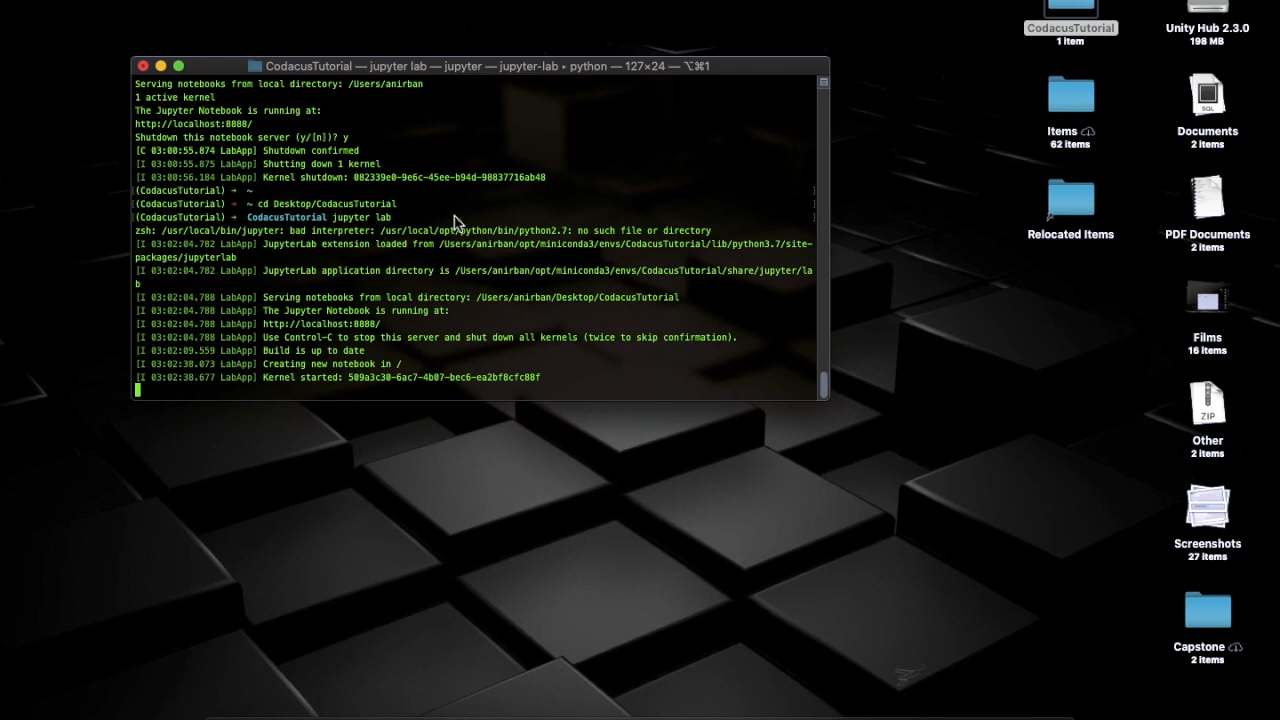 CodacusTutorial — jupyter lab — jupyter — jupyter-lab ▸ python — 127×24 — ⌥⌘1
Serving notebooks from local directory: /Users/anirban
1 active kernel
The Jupyter Notebook is running at:
http://localhost:8888/
Shutdown this notebook server (y/[n])? y
[C 03:00:55.874 LabApp] Shutdown confirmed
[I 03:00:55.875 LabApp] Shutting down 1 kernel
[I 03:00:56.184 LabApp] Kernel shutdown: 082339e0-9e6c-45ee-b94d-98837716ab48
(CodacusTutorial) → ~
(CodacusTutorial) → ~ cd Desktop/CodacusTutorial
(CodacusTutorial) → CodacusTutorial jupyter lab
zsh: /usr/local/bin/jupyter: bad interpreter: /usr/local/opt/python/bin/python2.7: no such file or directory
[I 03:02:04.782 LabApp] JupyterLab extension loaded from /Users/anirban/opt/miniconda3/envs/CodacusTutorial/lib/python3.7/site-
packages/jupyterlab
[I 03:02:04.782 LabApp] JupyterLab application directory is /Users/anirban/opt/miniconda3/envs/CodacusTutorial/share/jupyter/la
b
[I 03:02:04.788 LabApp] Serving notebooks from local directory: /Users/anirban/Desktop/CodacusTutorial
[I 03:02:04.788 LabApp] The Jupyter Notebook is running at:
[I 03:02:04.788 LabApp] http://localhost:8888/
[I 03:02:04.788 LabApp] Use Control-C to stop this server and shut down all kernels (twice to skip confirmation).
[I 03:02:09.559 LabApp] Build is up to date
[I 03:02:38.073 LabApp] Creating new notebook in /
[I 03:02:38.677 LabApp] Kernel started: 509a3c30-6ac7-4b07-bec6-ea2bf8cfc88f
CodacusTutorial
1 item
Unity Hub 2.3.0
198 MB
Items
62 items
SQL
Documents
2 items
Relocated Items
PDF Documents
2 items
Films
16 items
ZIP
Other
2 items
Screenshots
27 items
Capstone
2 items